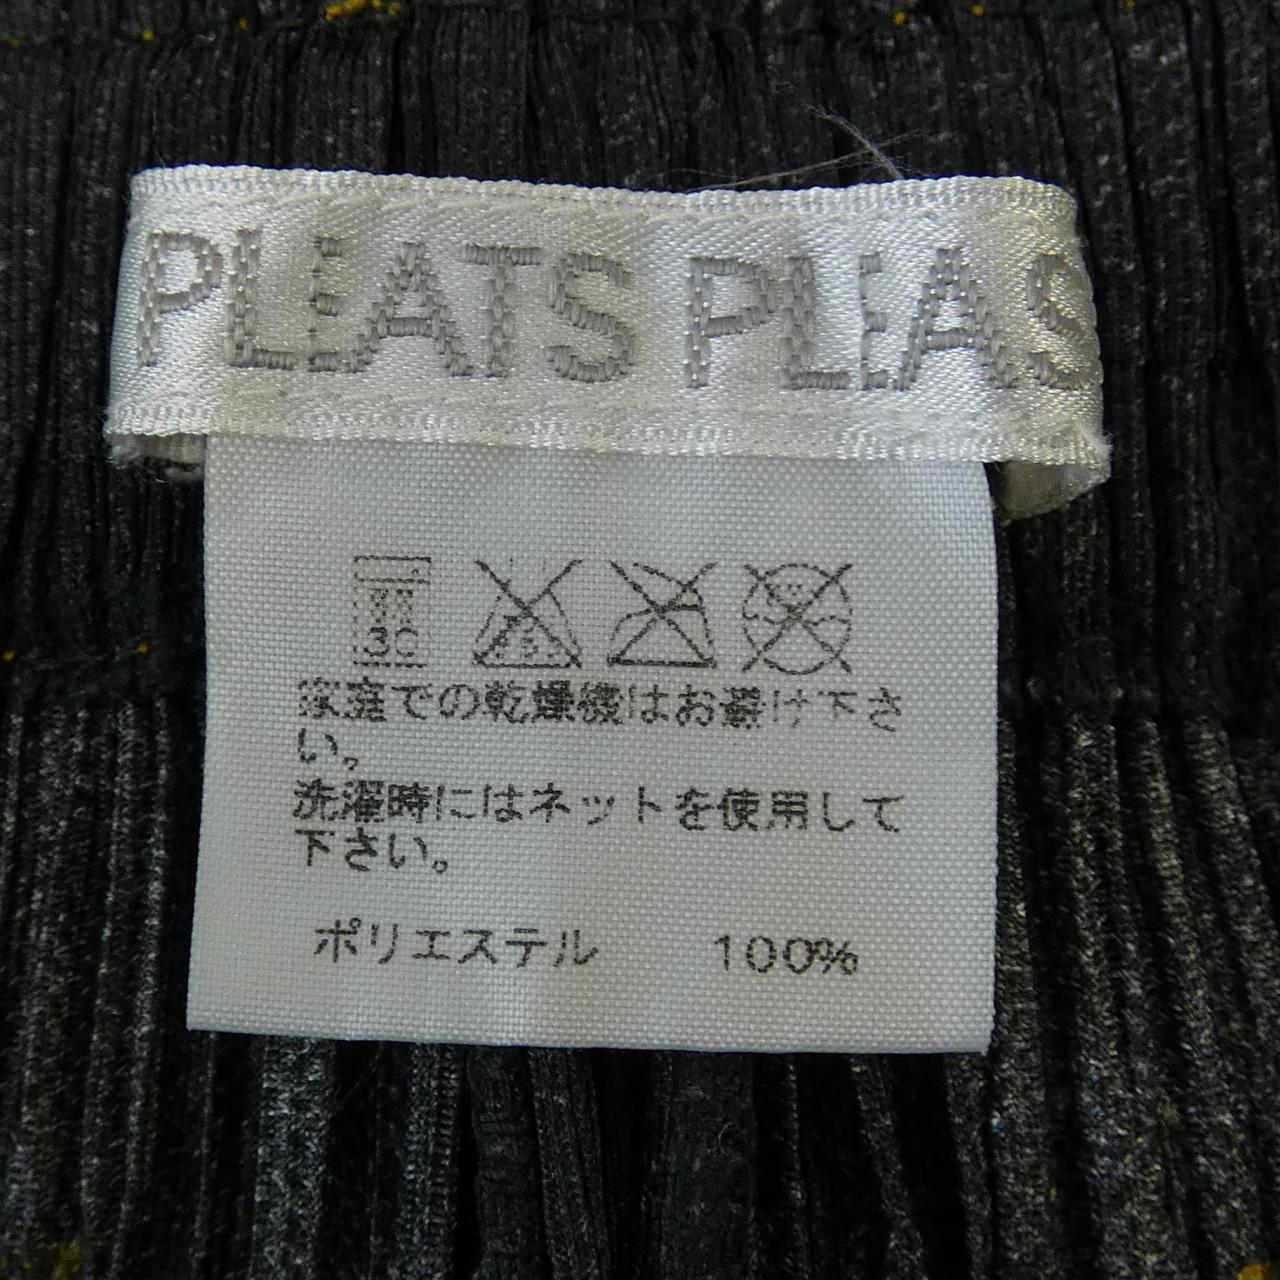 PLEATS PLEAS
30
家庭での乾燥機はお避け下さ
い。
洗濯時にはネットを使用して
下さい。
ポリエステル 100%